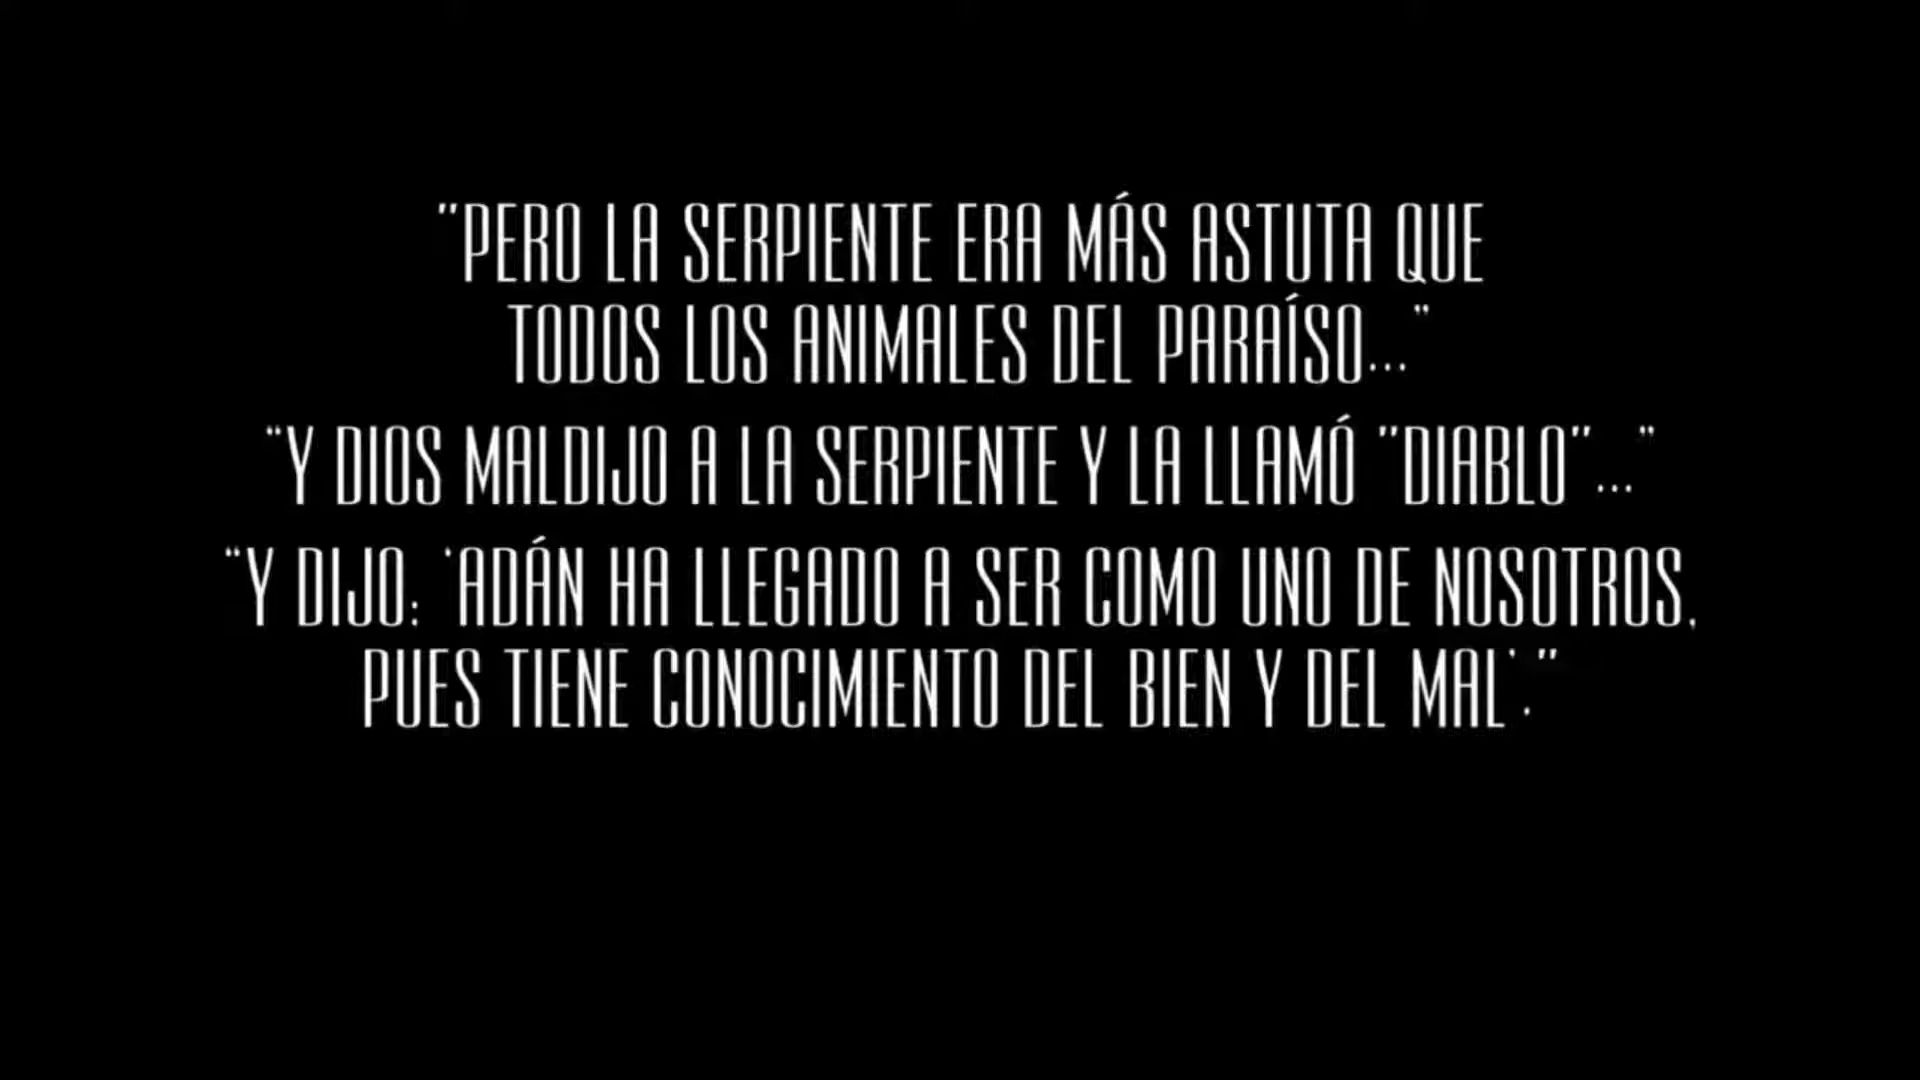 "PERO LA SERPIENTE ERA MÁS ASTUTA QUE
TODOS LOS ANIMALES DEL PARAÍSO..."
"Y DIOS MALDIJO A LA SERPIENTE Y LA LLAMÓ "DIABLO"..."
"Y DIJO: 'ADÁN HA LLEGADO A SER COMO UNO DE NOSOTROS,
PUES TIENE CONOCIMIENTO DEL BIEN Y DEL MAL'."